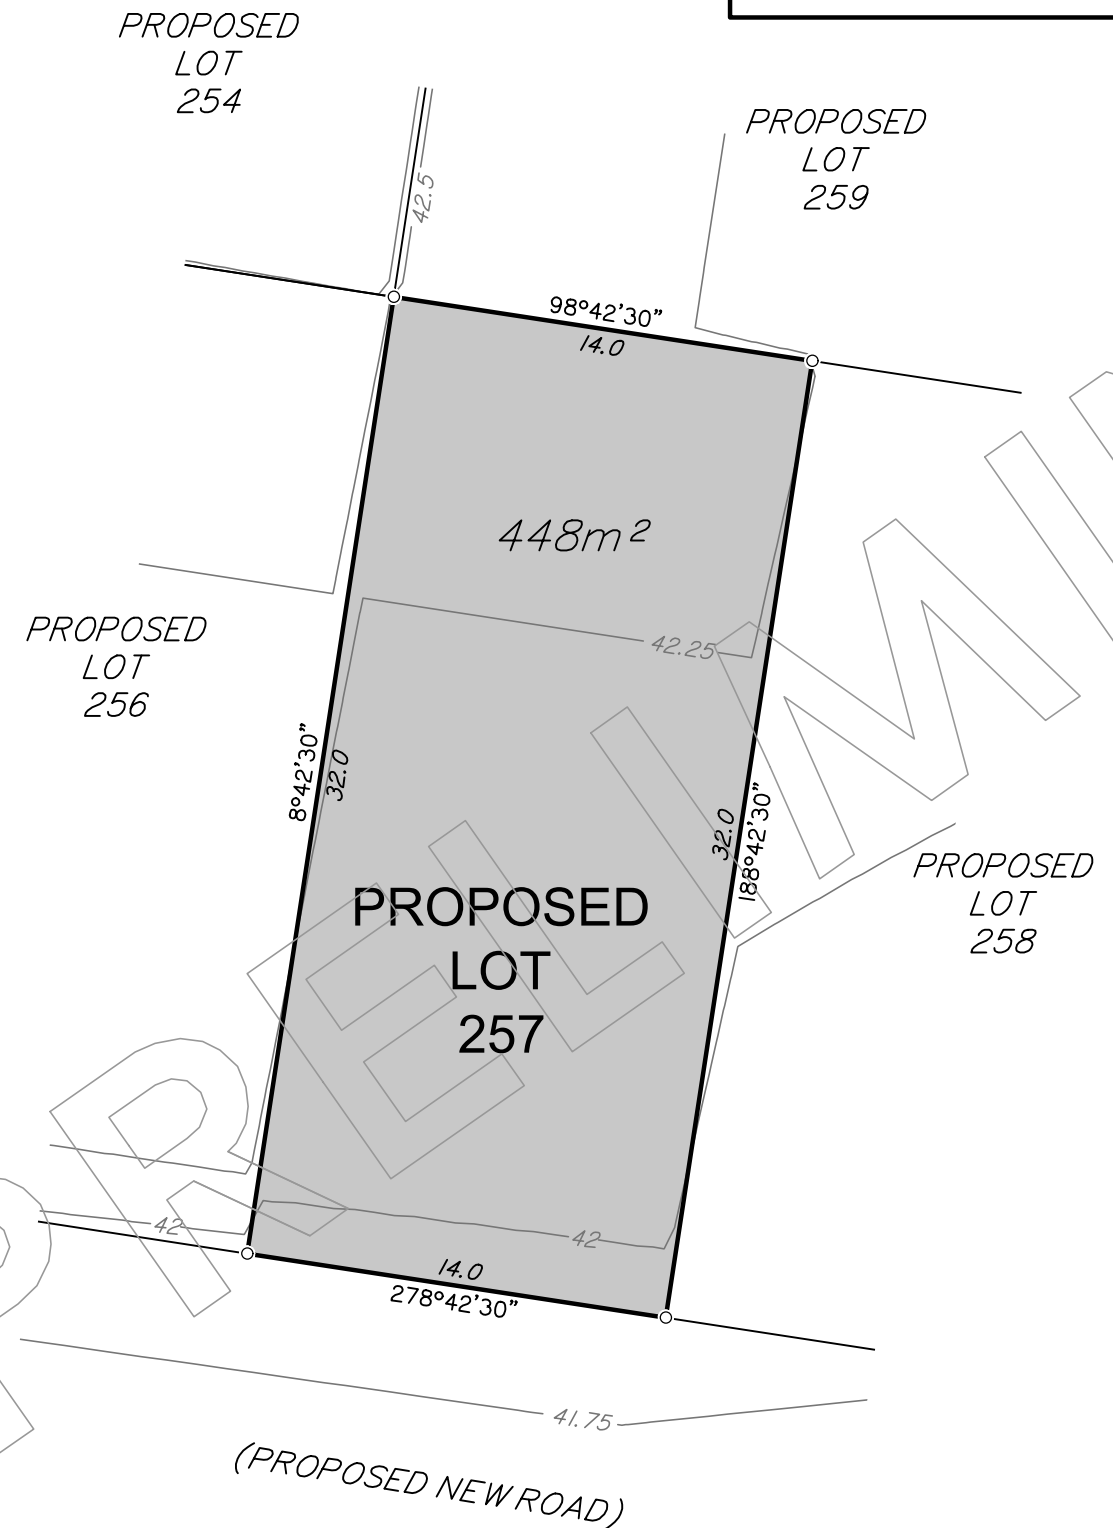 PROPOSED
LOT
254
PROPOSED
LOT
259
42.5
98°42'30"
14.0
448m²
42.25
PROPOSED
LOT
256
8°42'30"
32.0
32.0
188°42'30"
PROPOSED
LOT
258
PROPOSED
LOT
257
42
42
14.0
278°42'30"
41.75
(PROPOSED NEW ROAD)
PRELIMI